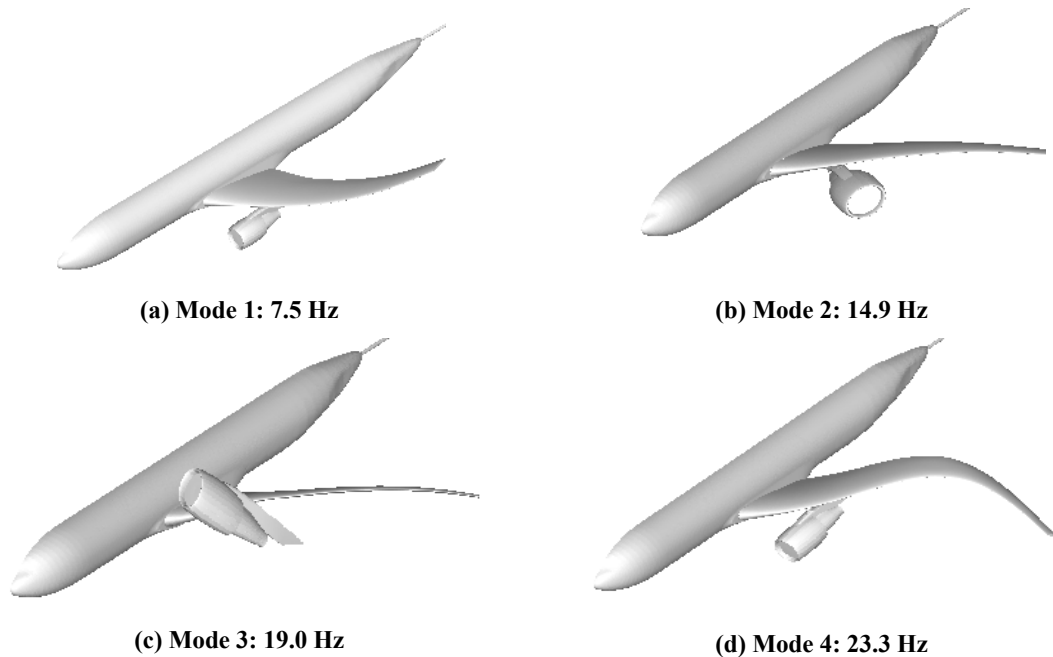 (a) Mode 1: 7.5 Hz
(b) Mode 2: 14.9 Hz
(c) Mode 3: 19.0 Hz
(d) Mode 4: 23.3 Hz